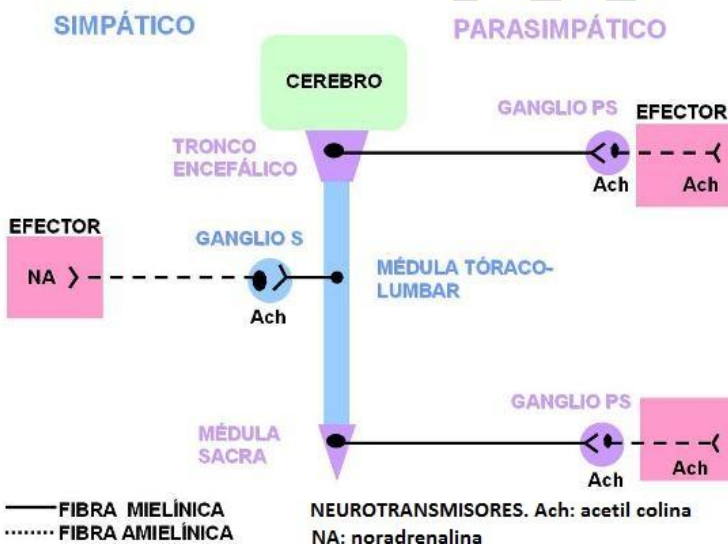 SIMPÁTICO
PARASIMPÁTICO
CEREBRO
GANGLIO PS
EFECTOR
TRONCO
ENCEFÁLICO
Ach
Ach
EFECTOR
GANGLIO S
NA
MÉDULA TÓRACO-
LUMBAR
Ach
GANGLIO PS
MÉDULA
SACRA
Ach
Ach
FIBRA MIELÍNICA
FIBRA AMIELÍNICA
NEUROTRANSMISORES. Ach: acetil colina
NA: noradrenalina